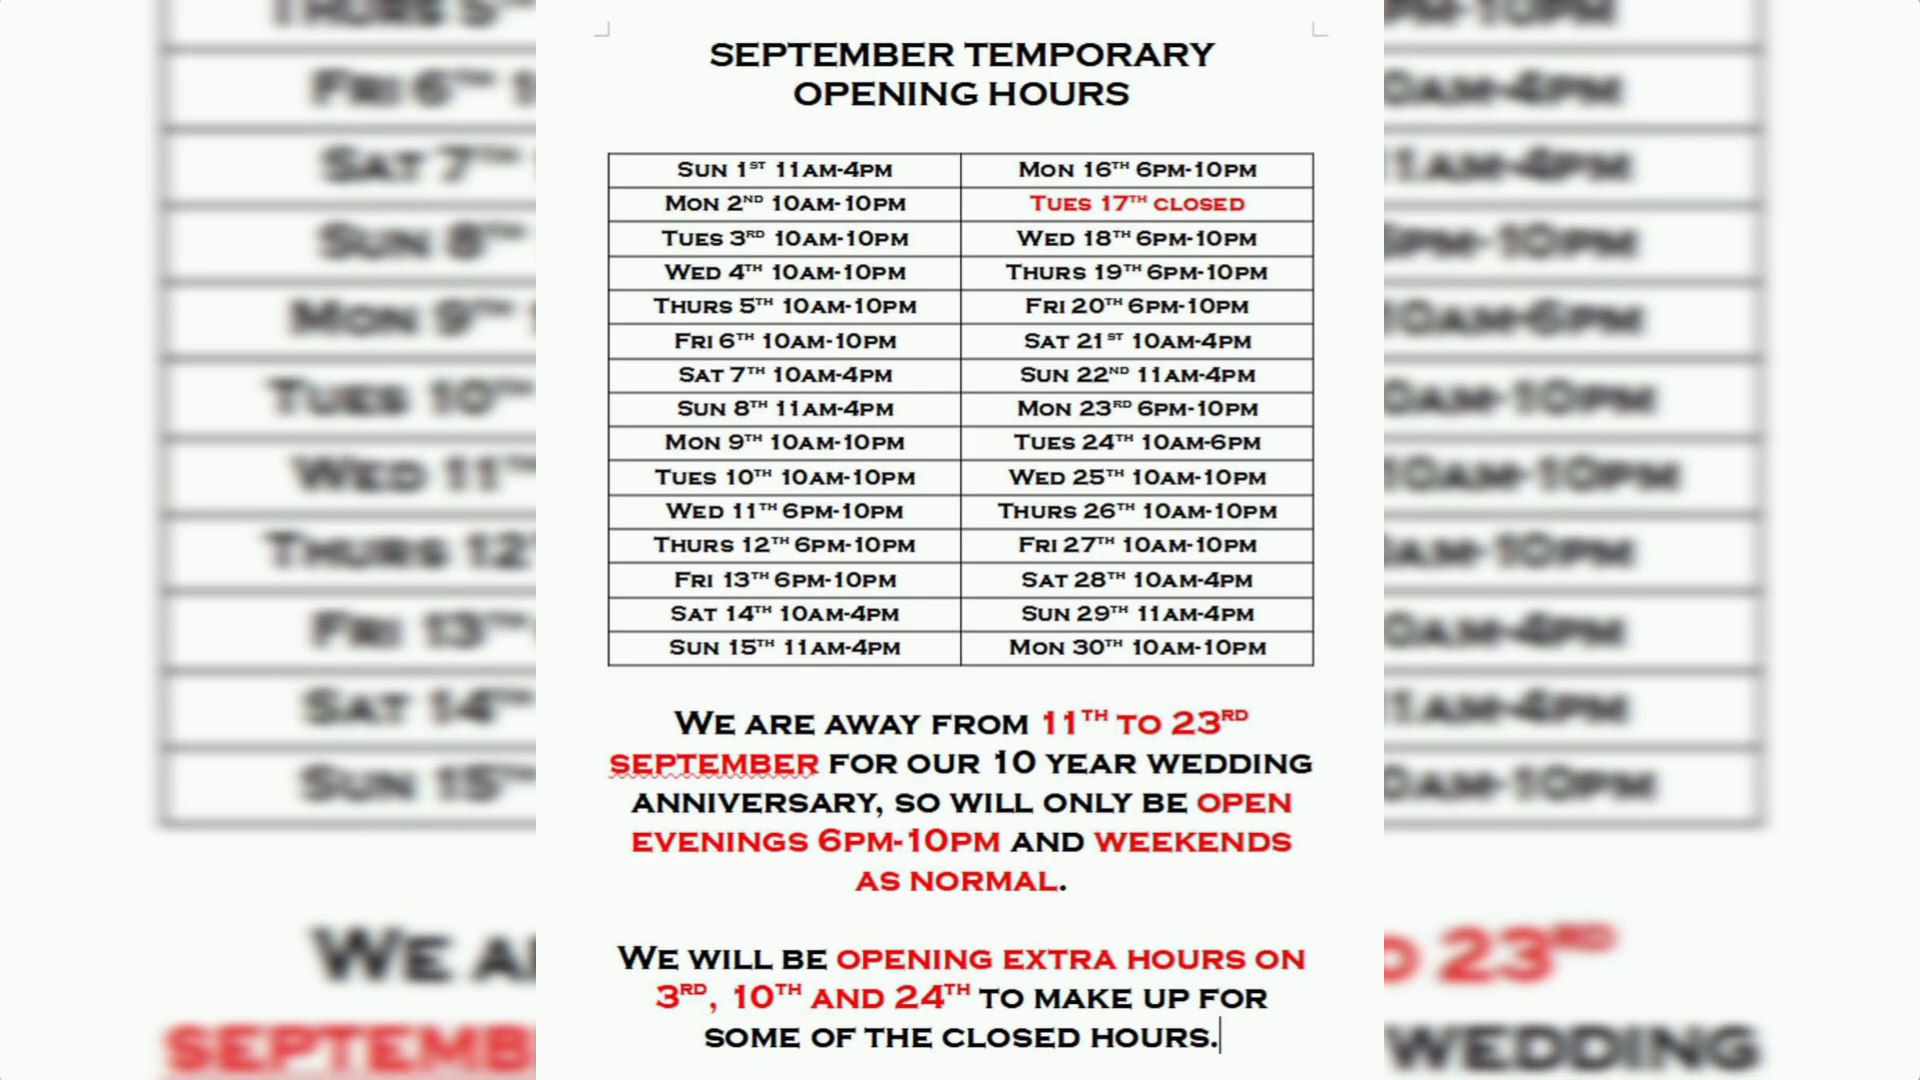 SEPTEMBER TEMPORARY
OPENING HOURS
SUN 1ST 11AM-4PM
MON 2ND 10AM-10PM
TUES 3RD 10AM-10PM
WED 4TH 10AM-10PM
THURS 5TH 10AM-10PM
FRI 6TH 10AM-10PM
SAT 7TH 10AM-4PM
SUN 8TH 11AM-4PM
MON 9TH 10AM-10PM
TUES 10TH 10AM-10PM
WED 11TH 6PM-10PM
THURS 12TH 6PM-10PM
FRI 13TH 6PM-10PM
SAT 14TH 10AM-4PM
SUN 15TH 11AM-4PM
MON 16TH 6PM-10PM
TUES 17TH CLOSED
WED 18TH 6PM-10PM
THURS 19TH 6PM-10PM
FRI 20TH 6PM-10PM
SAT 21ST 10AM-4PM
SUN 22ND 11AM-4PM
MON 23RD 6PM-10PM
TUES 24TH 10AM-6PM
WED 25TH 10AM-10PM
THURS 26TH 10AM-10PM
FRI 27TH 10AM-10PM
SAT 28TH 10AM-4PM
SUN 29TH 11AM-4PM
MON 30TH 10AM-10PM
WE ARE AWAY FROM 11TH TO 23RD
SEPTEMBER FOR OUR 10 YEAR WEDDING
ANNIVERSARY, SO WILL ONLY BE OPEN
EVENINGS 6PM-10PM AND WEEKENDS
AS NORMAL.
WE WILL BE OPENING EXTRA HOURS ON
3RD, 10TH AND 24TH TO MAKE UP FOR
SOME OF THE CLOSED HOURS.